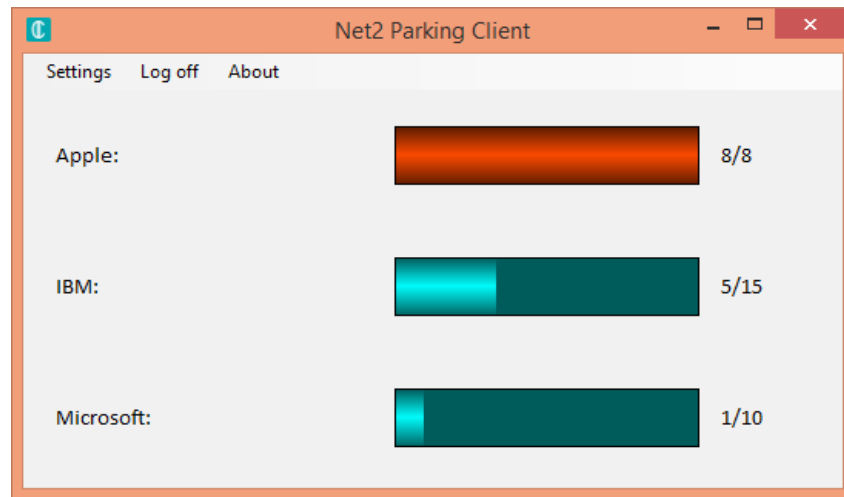 Net2 Parking Client
Settings Log off About
Apple: 8/8
IBM: 5/15
Microsoft: 1/10